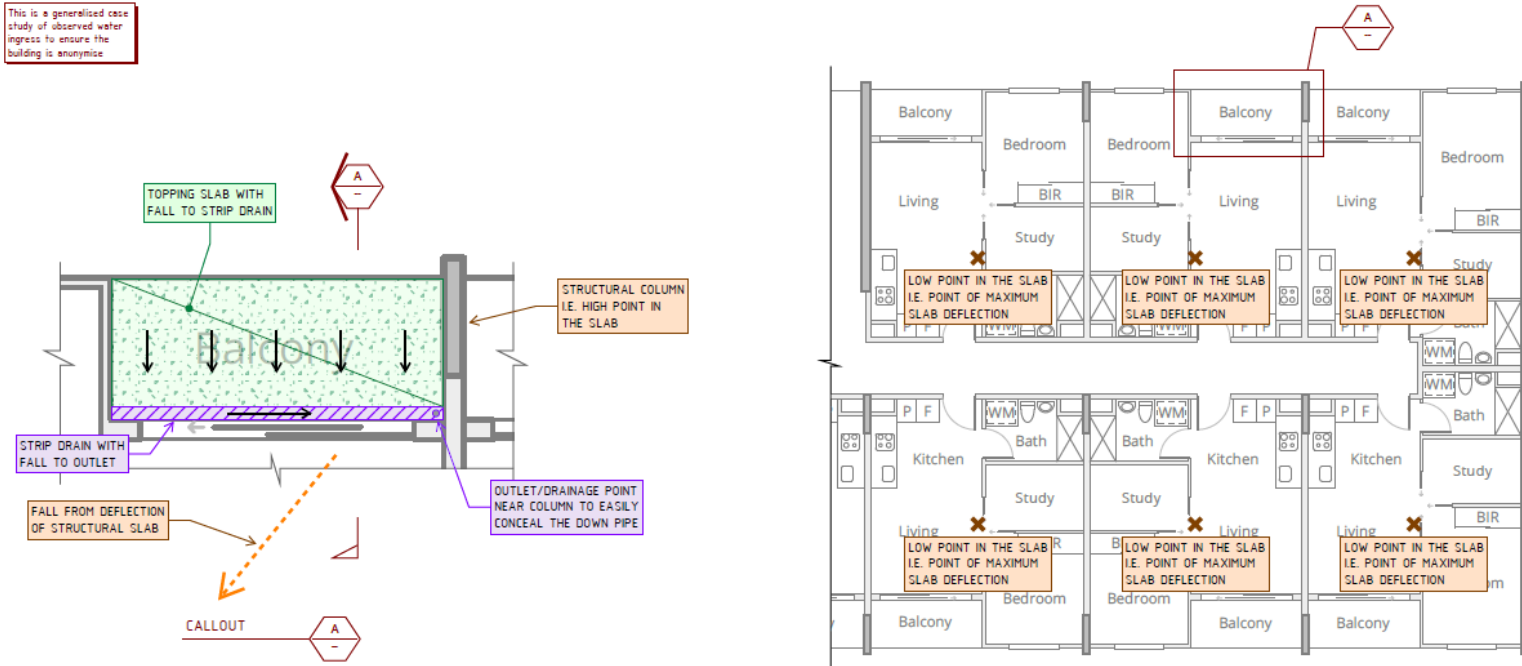 This is a generalised case
study of observed water
ingress to ensure the
building is anonymise
A
--
TOPPING SLAB WITH
FALL TO STRIP DRAIN
STRUCTURAL COLUMN
I.E. HIGH POINT IN
THE SLAB
Balcony
STRIP DRAIN WITH
FALL TO OUTLET
OUTLET/DRAINAGE POINT
NEAR COLUMN TO EASILY
CONCEAL THE DOWN PIPE
FALL FROM DEFLECTION
OF STRUCTURAL SLAB
CALLOUT
A
--
A
--
Balcony
Balcony
Balcony
Bedroom
Bedroom
Bedroom
BIR
BIR
Living
Living
Living
BIR
Study
Study
Study
LOW POINT IN THE SLAB
I.E. POINT OF MAXIMUM
SLAB DEFLECTION
LOW POINT IN THE SLAB
I.E. POINT OF MAXIMUM
SLAB DEFLECTION
LOW POINT IN THE SLAB
I.E. POINT OF MAXIMUM
SLAB DEFLECTION
P F
WM
WM
F P
P F
Bath
WM
WM
P F
WM
WM
F P
P F
Bath
Bath
Bath
Kitchen
Kitchen
Kitchen
Study
Study
Study
BIR
Living
Living
Living
LOW POINT IN THE SLAB
I.E. POINT OF MAXIMUM
SLAB DEFLECTION
R
LOW POINT IN THE SLAB
I.E. POINT OF MAXIMUM
SLAB DEFLECTION
B
LOW POINT IN THE SLAB
I.E. POINT OF MAXIMUM
SLAB DEFLECTION
om
Bedroom
Bedroom
Balcony
Balcony
Balcony